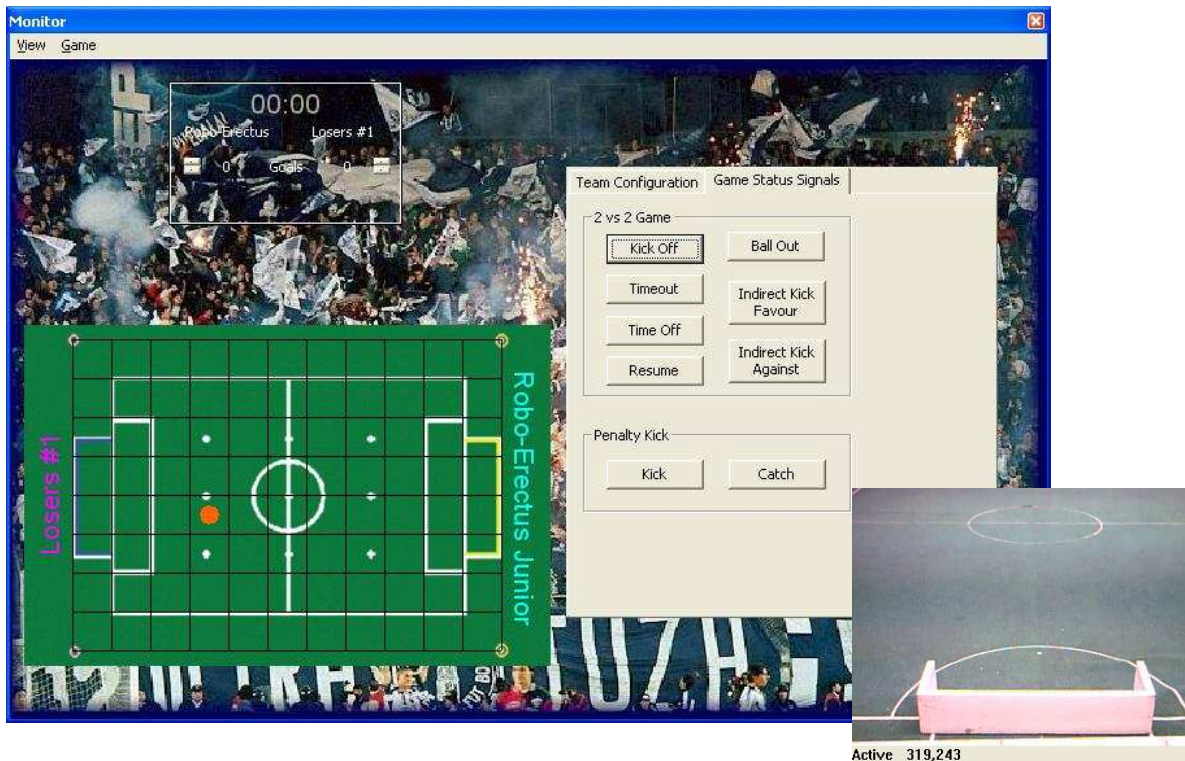 Monitor
View Game
00:00
Robo-Erectus Losers #1
0 Goals 0
Team Configuration Game Status Signals
2 vs 2 Game
Kick Off
Ball Out
Timeout
Indirect Kick
Favour
Time Off
Indirect Kick
Against
Resume
Penalty Kick
Kick Catch
Losers #1
Robo-Erectus Junior
Active 319,243